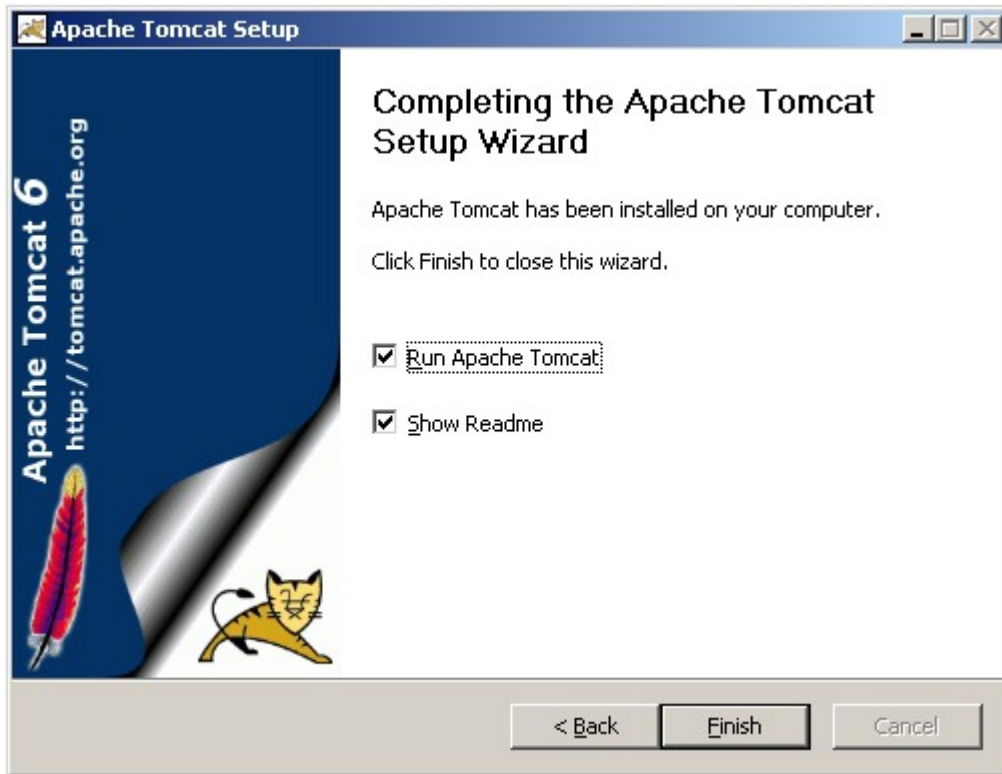 Apache Tomcat Setup
Apache Tomcat 6
http://tomcat.apache.org
Completing the Apache Tomcat
Setup Wizard
Apache Tomcat has been installed on your computer.
Click Finish to close this wizard.
Run Apache Tomcat
Show Readme
< Back
Finish
Cancel